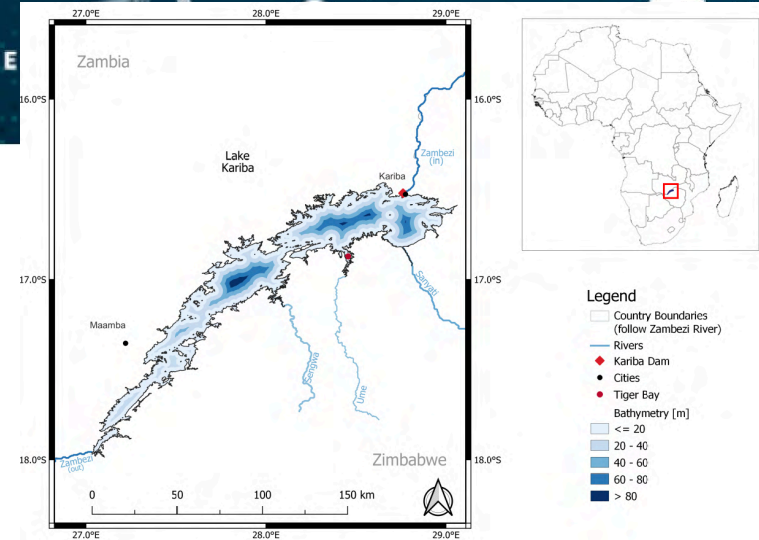 E
27.0°E 28.0°E 29.0°E
Zambia
16.0°S 16.0°S
Zambezi
(in)
Lake
Kariba
Kariba
17.0°S 17.0°S
Sanyati
Maamba
Sengwa
Ume
Zambezi
(out)
18.0°S 18.0°S
Zimbabwe
0 50 100 150 km
27.0°E 28.0°E 29.0°E
Legend
Country Boundaries
(follow Zambezi River)
Rivers
Kariba Dam
Cities
Tiger Bay
Bathymetry [m]
<= 20
20 - 40
40 - 60
60 - 80
> 80